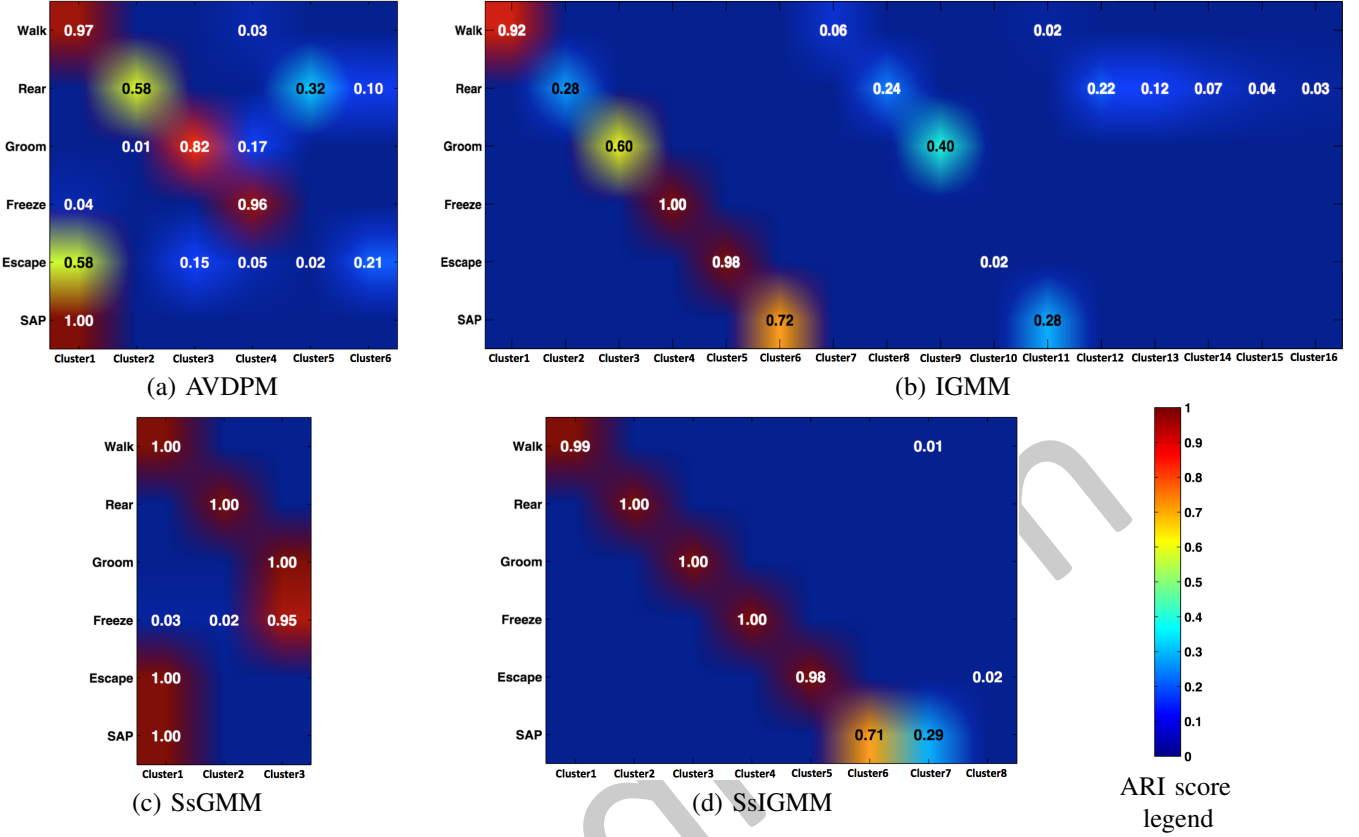 Walk 0.97 0.03
Rear 0.58 0.32 0.10
Groom 0.01 0.82 0.17
Freeze 0.04 0.96
Escape 0.58 0.15 0.05 0.02 0.21
SAP 1.00
Cluster1 Cluster2 Cluster3 Cluster4 Cluster5 Cluster6
(a) AVDPM
Walk 0.92 0.06 0.02
Rear 0.28 0.24 0.22 0.12 0.07 0.04 0.03
Groom 0.60 0.40
Freeze 1.00
Escape 0.98 0.02
SAP 0.72 0.28
Cluster1 Cluster2 Cluster3 Cluster4 Cluster5 Cluster6 Cluster7 Cluster8 Cluster9 Cluster10 Cluster11 Cluster12 Cluster13 Cluster14 Cluster15 Cluster16
(b) IGMM
Walk 1.00
Rear 1.00
Groom 1.00
Freeze 0.03 0.02 0.95
Escape 1.00
SAP 1.00
Cluster1 Cluster2 Cluster3
(c) SsGMM
Walk 0.99 0.01
Rear 1.00
Groom 1.00
Freeze 1.00
Escape 0.98 0.02
SAP 0.71 0.29
Cluster1 Cluster2 Cluster3 Cluster4 Cluster5 Cluster6 Cluster7 Cluster8
(d) SsIGMM
1
0.9
0.8
0.7
0.6
0.5
0.4
0.3
0.2
0.1
0
ARI score
legend